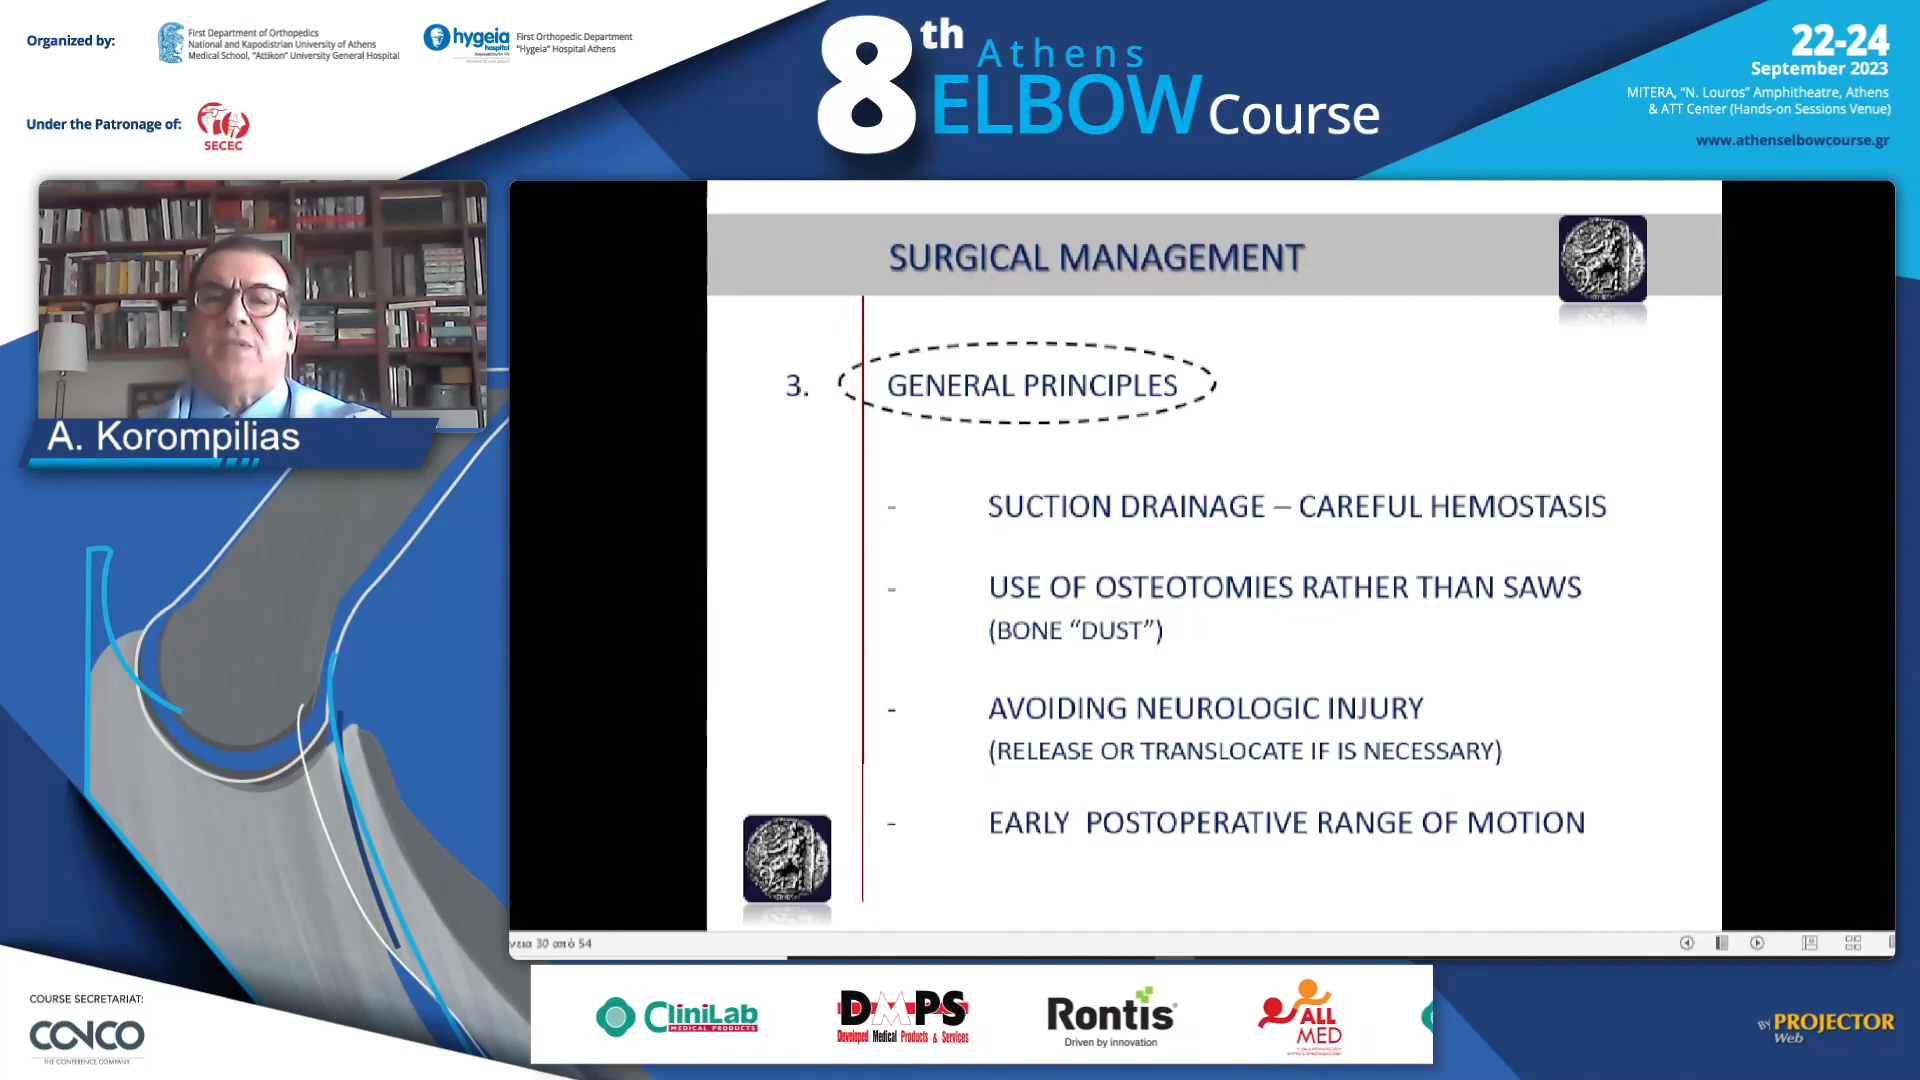 Organized by:
First Department of Orthopedics
National and Kapodistrian University of Athens
Medical School, "Attikon" University General Hospital
hygeia
hospital
First Orthopedic Department
"Hygeia" Hospital Athens
Under the Patronage of:
SECEC
8th Athens
ELBOW Course
22-24
September 2023
MITERA, "N. Louros" Amphitheatre, Athens
& ATT Center (Hands-on Sessions Venue)
www.athenselbowcourse.gr
A. Korompilias
SURGICAL MANAGEMENT
3. GENERAL PRINCIPLES
- SUCTION DRAINAGE – CAREFUL HEMOSTASIS
- USE OF OSTEOTOMIES RATHER THAN SAWS
(BONE “DUST”)
- AVOIDING NEUROLOGIC INJURY
(RELEASE OR TRANSLOCATE IF IS NECESSARY)
- EARLY POSTOPERATIVE RANGE OF MOTION
νεια 30 από 54
COURSE SECRETARIAT:
CONCO
THE CONFERENCE COMPANY
CliniLab
MEDICAL PRODUCTS
DMPS
Developed Medical Products & Services
Rontis
Driven by innovation
ALL
MED
BY PROJECTOR
Web